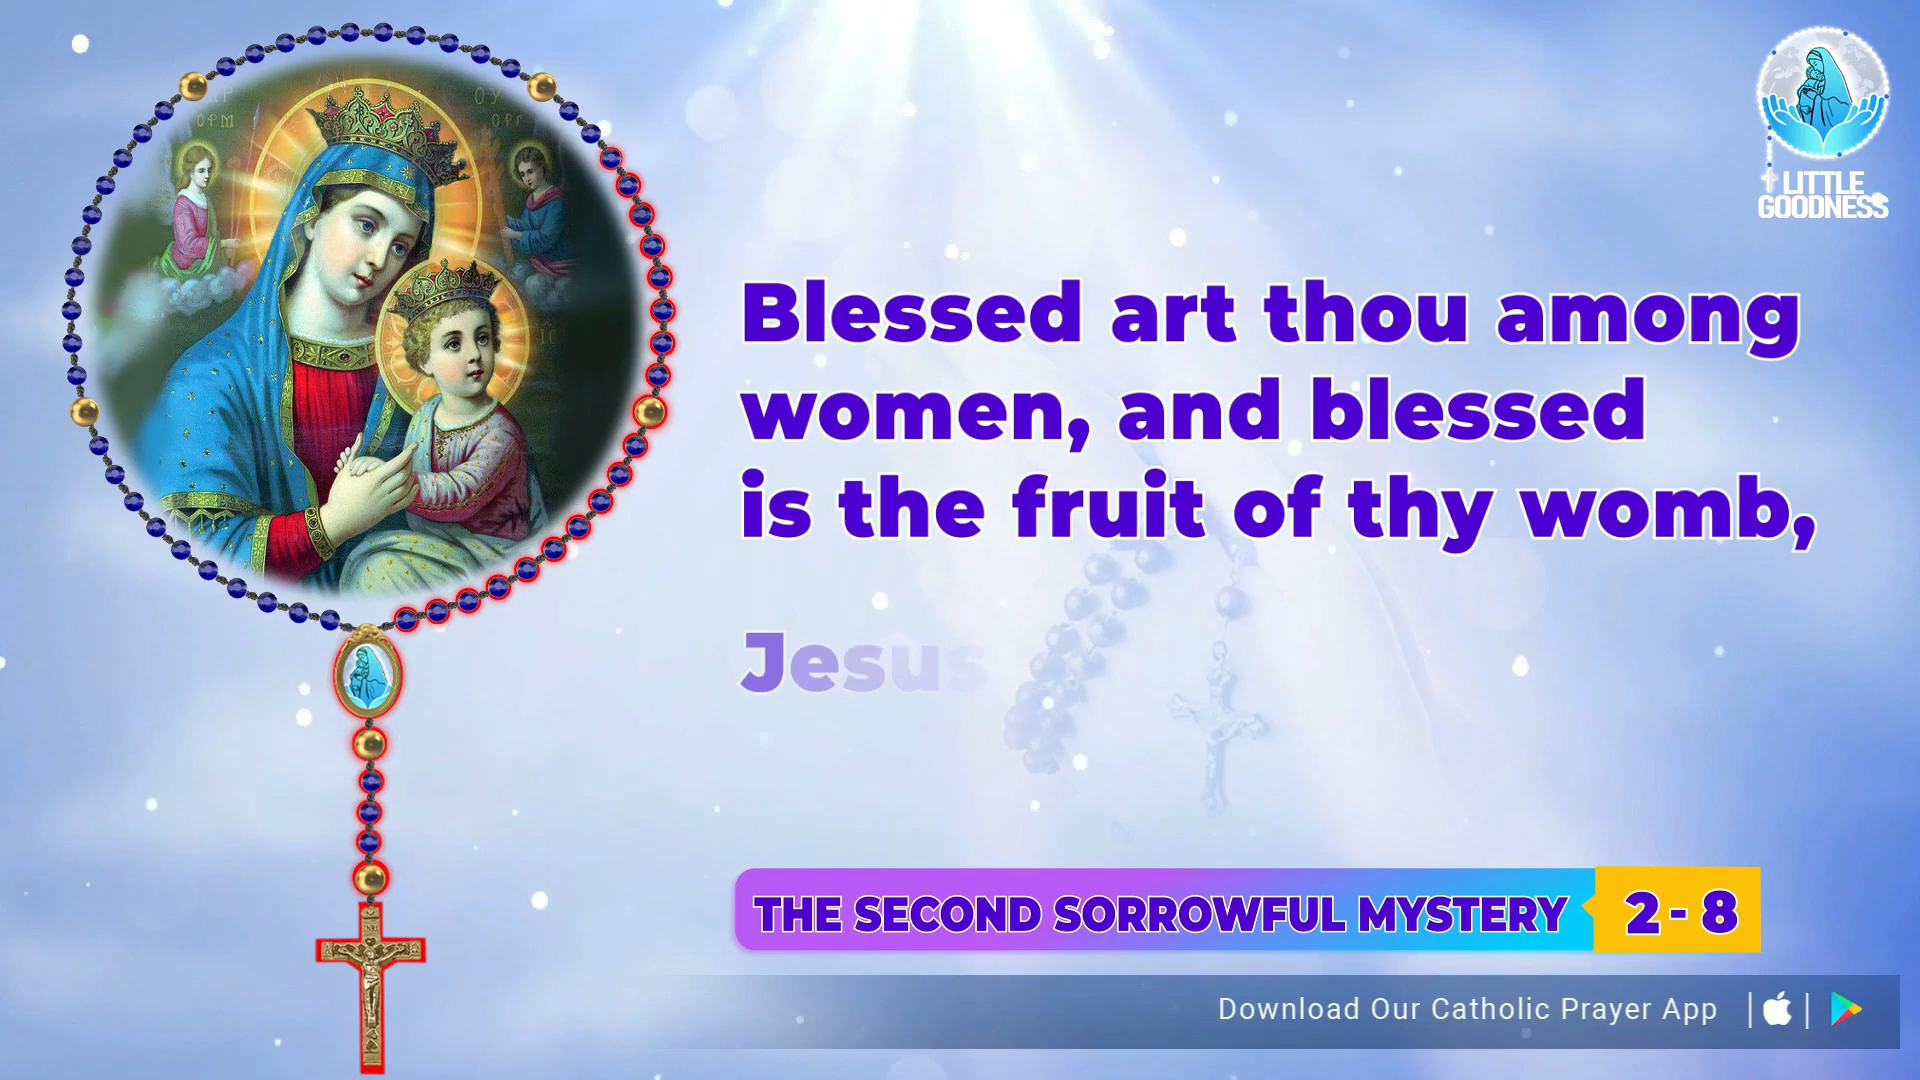 LITTLE
GOODNESS
Blessed art thou among
women, and blessed
is the fruit of thy womb,
Jesus
THE SECOND SORROWFUL MYSTERY 2 - 8
Download Our Catholic Prayer App